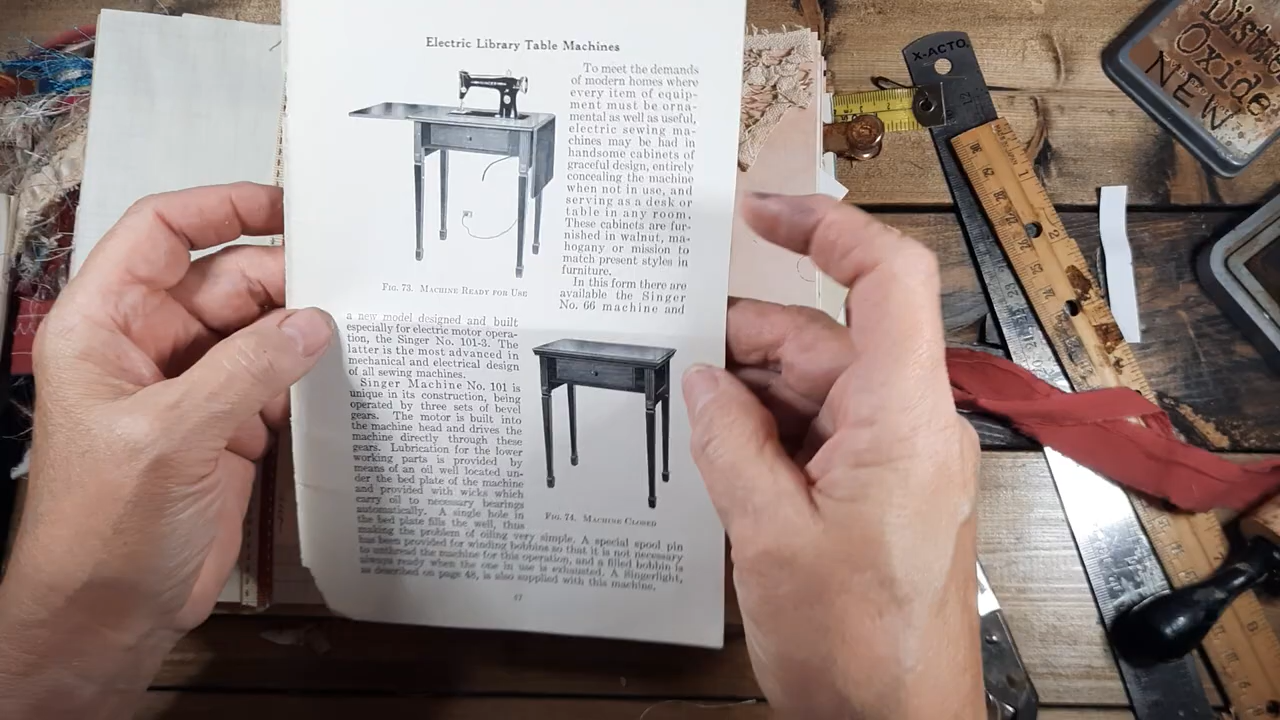 Electric Library Table Machines
To meet the demands
of modern homes where
every item of equip-
ment must be orna-
mental as well as useful,
electric sewing ma-
chines may be had in
handsome cabinets of
graceful design, entirely
concealing the machine
when not in use, and
serving as a desk or
table in any room.
These cabinets are fur-
nished in walnut, ma-
hogany or mission to
match present styles in
furniture.
In this form there are
available the Singer
No. 66 machine and
FIG. 73. MACHINE READY FOR USE
a new model designed and built
especially for electric motor opera-
tion, the Singer No. 101-3. The
latter is the most advanced in
mechanical and electrical design
of all sewing machines.
Singer Machine No. 101 is
unique in its construction, being
operated by three sets of bevel
gears. The motor is built into
the machine head and drives the
machine directly through these
gears. Lubrication for the lower
working parts is provided by
means of an oil well located un-
der the bed plate of the machine
and provided with wicks which
carry oil to necessary bearings
automatically. A single hole in
the bed plate fills the well, thus
making the problem of oiling very simple. A special spool pin
has been provided for winding bobbins so that it is not necessary
to unthread the machine for this operation, and a filled bobbin is
always ready when the one in use is exhausted. A Singerlight,
as described on page 48, is also supplied with this machine.
FIG. 74. MACHINE CLOSED
X-ACTO
Oxide
NEW
1
2